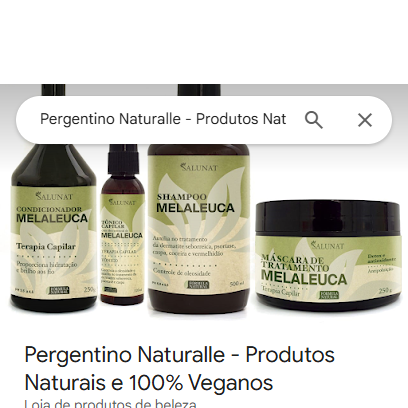 Pergentino Naturalle - Produtos Nat
SALUNAT
CONDICIONADOR
MELALEUCA
Terapia Capilar
Proporciona hidratação
e brilho aos fios
250g
SALUNAT
TÔNICO
CAPILAR
MELALEUCA
SALUNAT
SHAMPOO
MELALEUCA
Auxilia no tratamento
da dermatite seborreica, psoríase,
caspa, coceira e vermelhidão
Controle de oleosidade
300 ml
SALUNAT
MÁSCARA DE
TRATAMENTO
MELALEUCA
Terapia Capilar
250 g
Pergentino Naturalle - Produtos
Naturais e 100% Veganos
Loja de produtos de beleza